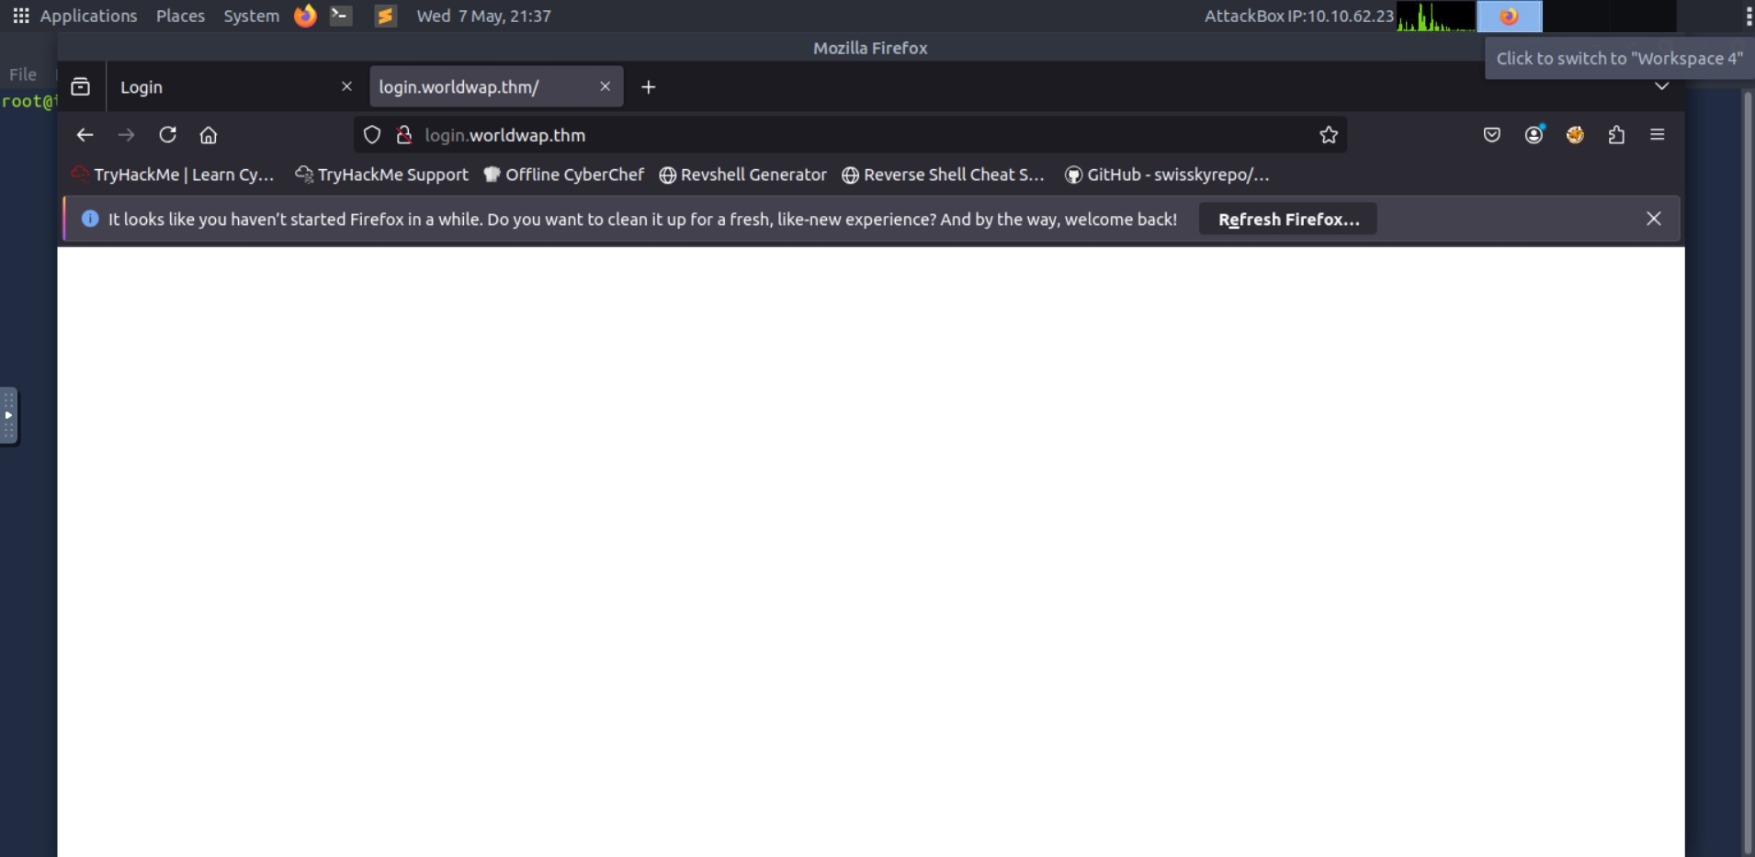 Applications Places System Wed 7 May, 21:37 AttackBox IP:10.10.62.23
Mozilla Firefox
Click to switch to "Workspace 4"
File
Login login.worldwap.thm/
root@
login.worldwap.thm
TryHackMe | Learn Cy... TryHackMe Support Offline CyberChef Revshell Generator Reverse Shell Cheat S... GitHub - swisskyrepo/...
It looks like you haven't started Firefox in a while. Do you want to clean it up for a fresh, like-new experience? And by the way, welcome back! Refresh Firefox...